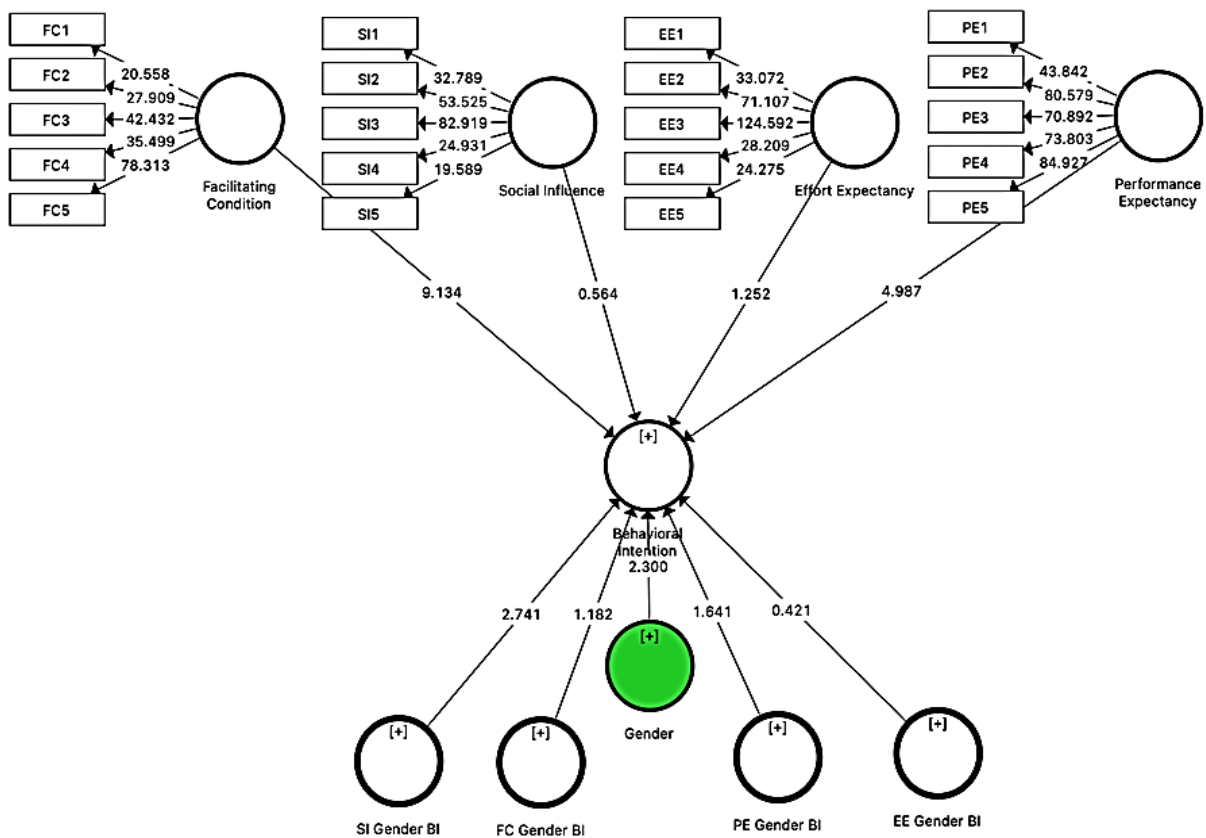 FC1
FC2
FC3
FC4
FC5
20.558
27.909
42.432
35.499
78.313
Facilitating
Condition
SI1
SI2
SI3
SI4
SI5
32.789
53.525
82.919
24.931
19.589
Social Influence
EE1
EE2
EE3
EE4
EE5
33.072
71.107
124.592
28.209
24.275
Effort Expectancy
PE1
PE2
PE3
PE4
PE5
43.842
80.579
70.892
73.803
84.927
Performance
Expectancy
9.134
0.564
1.252
4.987
[+]
Behavioral
Intention
2.300
2.741
1.182
1.641
0.421
[+]
Gender
[+]
SI Gender BI
[+]
FC Gender BI
[+]
PE Gender BI
[+]
EE Gender BI